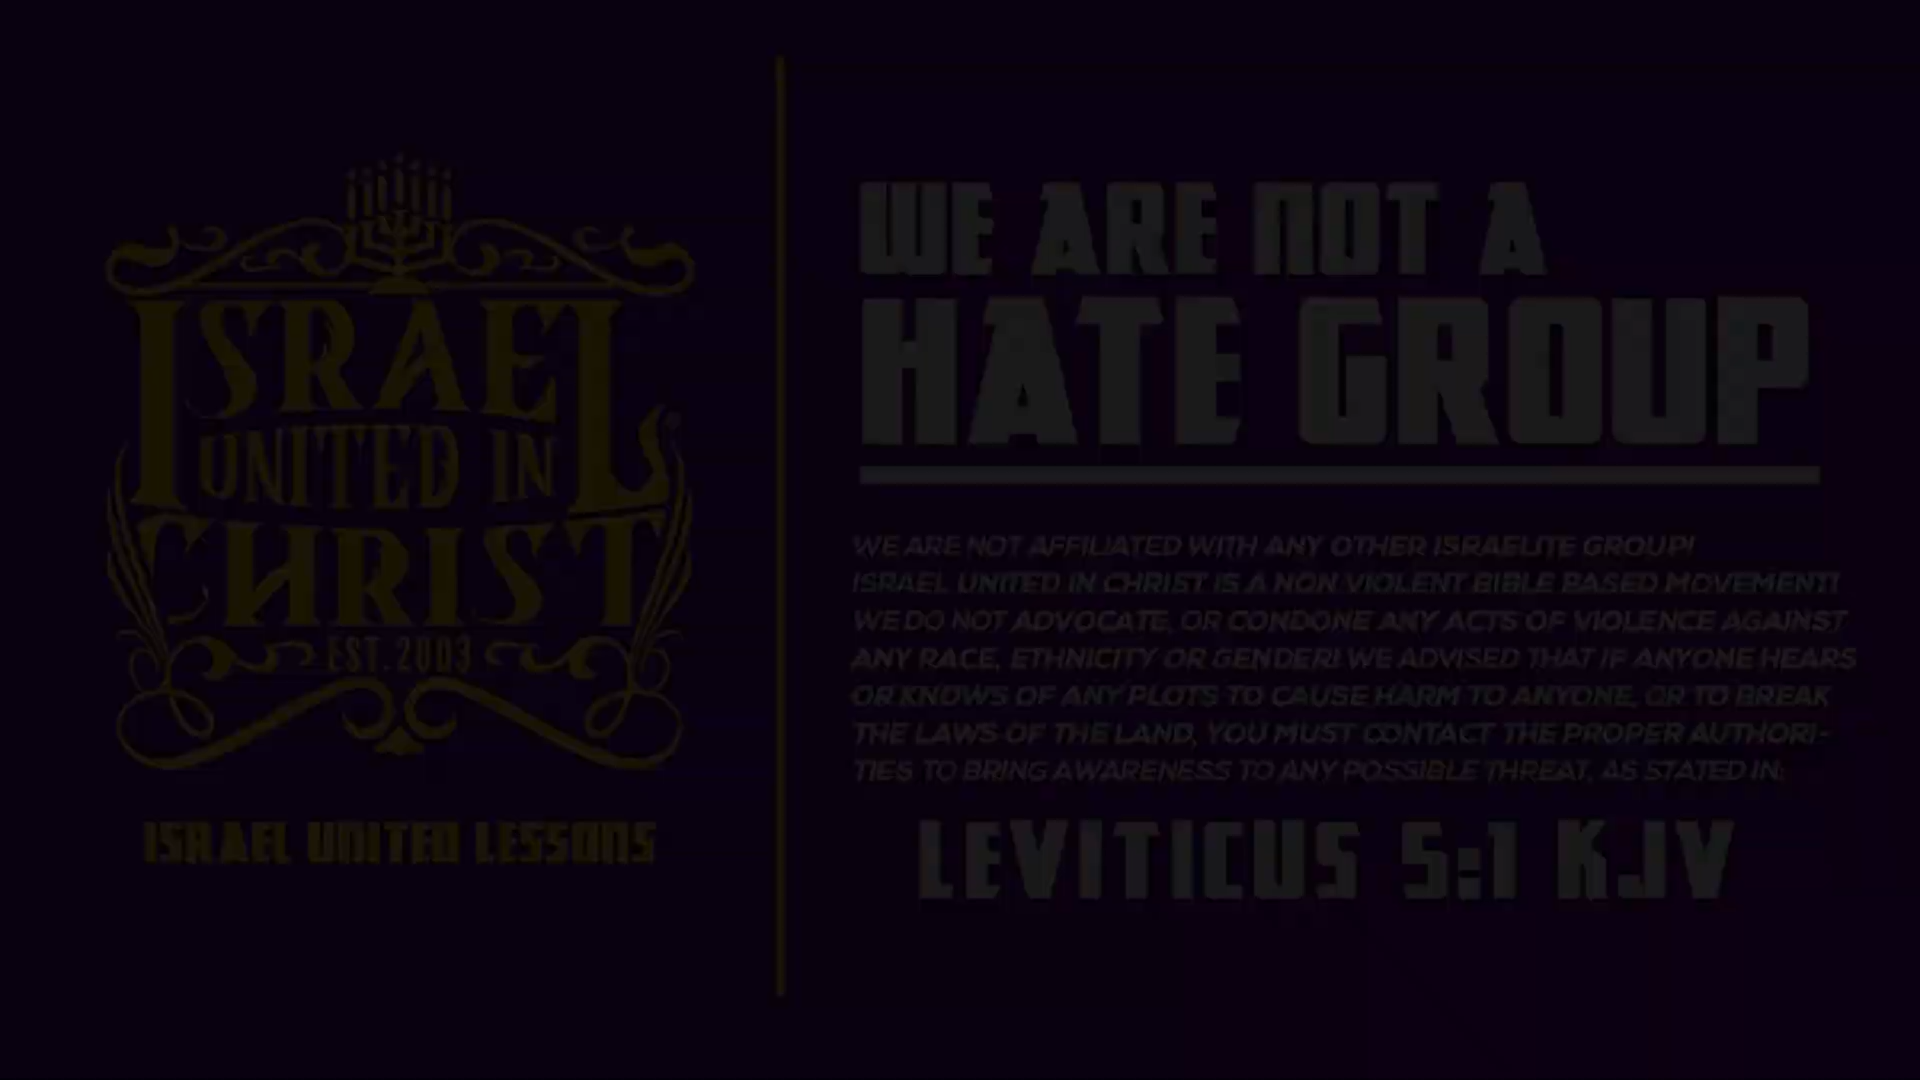 ISRAEL
UNITED IN
CHRIST
EST. 2003
ISRAEL UNITED LESSONS
WE ARE NOT A
HATE GROUP
WE ARE NOT AFFILIATED WITH ANY OTHER ISRAELITE GROUP!
ISRAEL UNITED IN CHRIST IS A NON VIOLENT BIBLE BASED MOVEMENT!
WE DO NOT ADVOCATE, OR CONDONE ANY ACTS OF VIOLENCE AGAINST
ANY RACE, ETHNICITY OR GENDER! WE ADVISED THAT IF ANYONE HEARS
OR KNOWS OF ANY PLOTS TO CAUSE HARM TO ANYONE, OR TO BREAK
THE LAWS OF THE LAND, YOU MUST CONTACT THE PROPER AUTHORI-
TIES TO BRING AWARENESS TO ANY POSSIBLE THREAT, AS STATED IN:
LEVITICUS 5:1 KJV